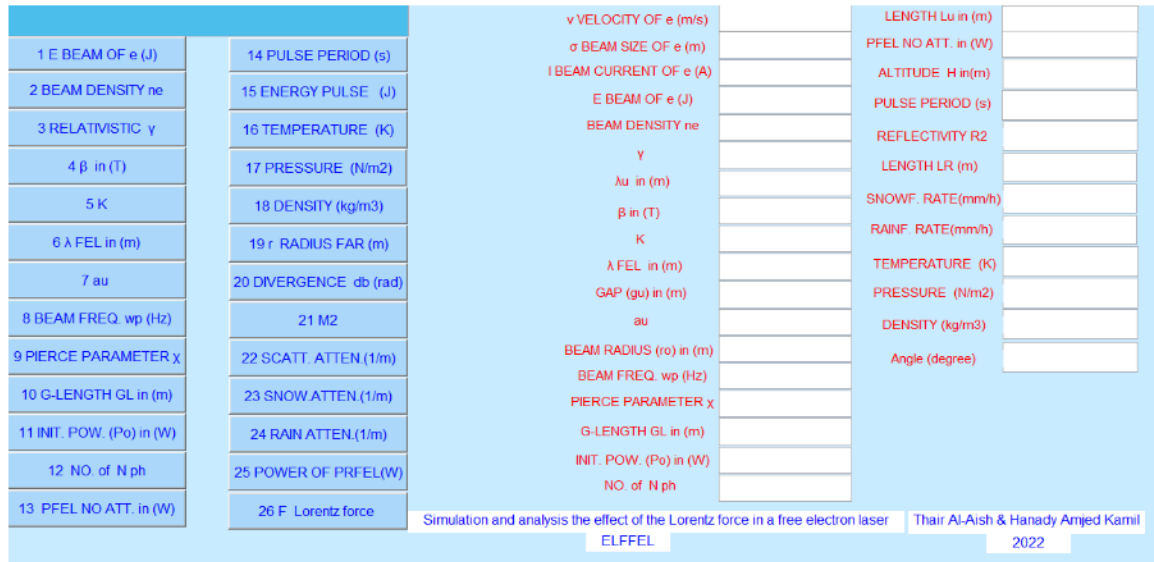 1 E BEAM OF e (J)
2 BEAM DENSITY ne
3 RELATIVISTIC γ
4 β in (T)
5 K
6 λ FEL in (m)
7 au
8 BEAM FREQ. wp (Hz)
9 PIERCE PARAMETER χ
10 G-LENGTH GL in (m)
11 INIT. POW. (Po) in (W)
12 NO. of N ph
13 PFEL NO ATT. in (W)
14 PULSE PERIOD (s)
15 ENERGY PULSE (J)
16 TEMPERATURE (K)
17 PRESSURE (N/m2)
18 DENSITY (kg/m3)
19 r RADIUS FAR (m)
20 DIVERGENCE db (rad)
21 M2
22 SCATT. ATTEN.(1/m)
23 SNOW.ATTEN.(1/m)
24 RAIN ATTEN.(1/m)
25 POWER OF PRFEL(W)
26 F Lorentz force
v VELOCITY OF e (m/s)
σ BEAM SIZE OF e (m)
I BEAM CURRENT OF e (A)
E BEAM OF e (J)
BEAM DENSITY ne
γ
λu in (m)
β in (T)
K
λ FEL in (m)
GAP (gu) in (m)
au
BEAM RADIUS (ro) in (m)
BEAM FREQ. wp (Hz)
PIERCE PARAMETER χ
G-LENGTH GL in (m)
INIT. POW. (Po) in (W)
NO. of N ph
LENGTH Lu in (m)
PFEL NO ATT. in (W)
ALTITUDE H in(m)
PULSE PERIOD (s)
REFLECTIVITY R2
LENGTH LR (m)
SNOWF. RATE(mm/h)
RAINF. RATE(mm/h)
TEMPERATURE (K)
PRESSURE (N/m2)
DENSITY (kg/m3)
Angle (degree)
Simulation and analysis the effect of the Lorentz force in a free electron laser
ELFFEL
Thair Al-Aish & Hanady Amjed Kamil
2022